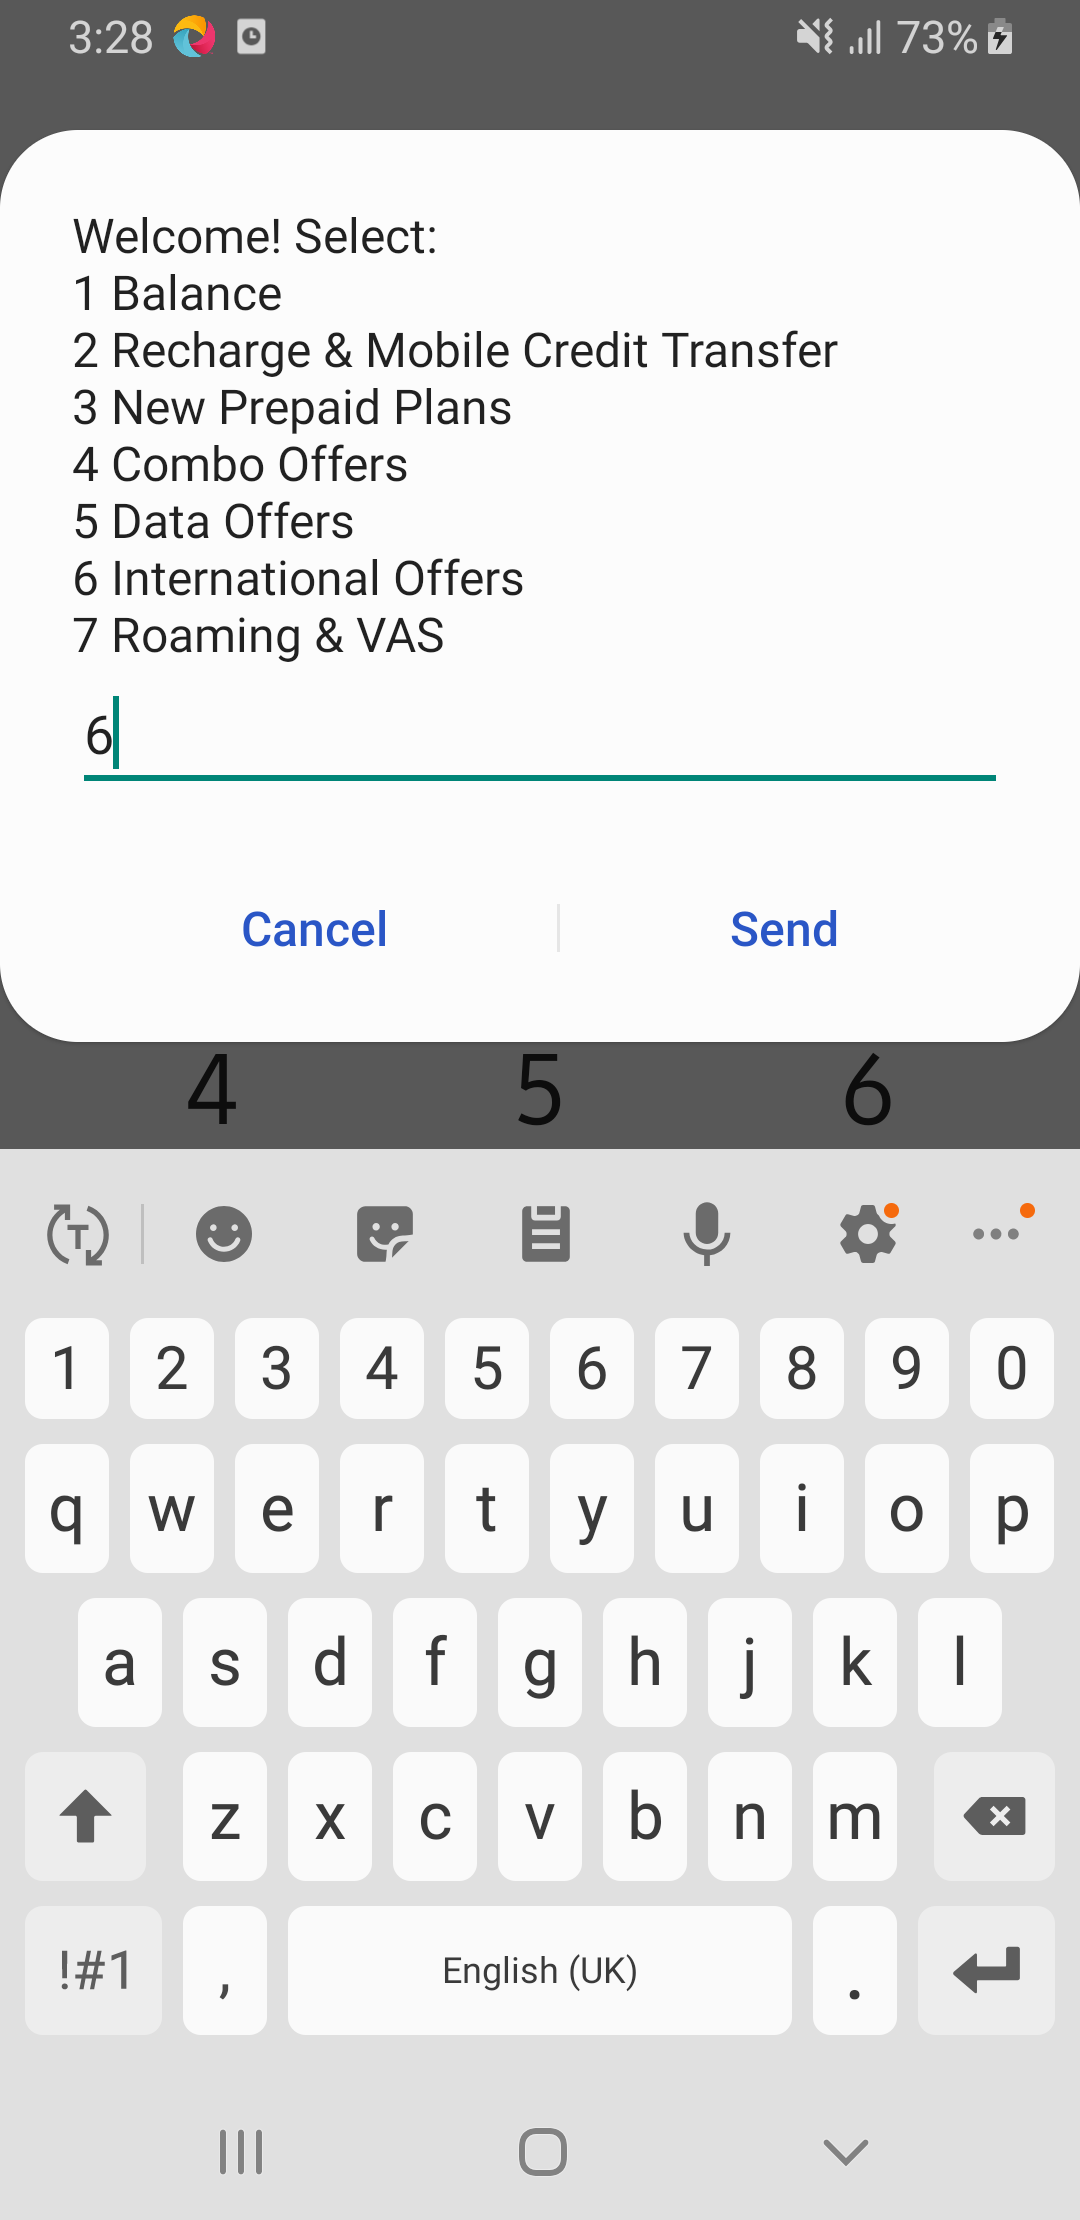 3:28
73%
Welcome! Select:
1 Balance
2 Recharge & Mobile Credit Transfer
3 New Prepaid Plans
4 Combo Offers
5 Data Offers
6 International Offers
7 Roaming & VAS
6
Cancel
Send
4 5 6
T
1 2 3 4 5 6 7 8 9 0
q w e r t y u i o p
a s d f g h j k l
z x c v b n m
!#1 , English (UK) .